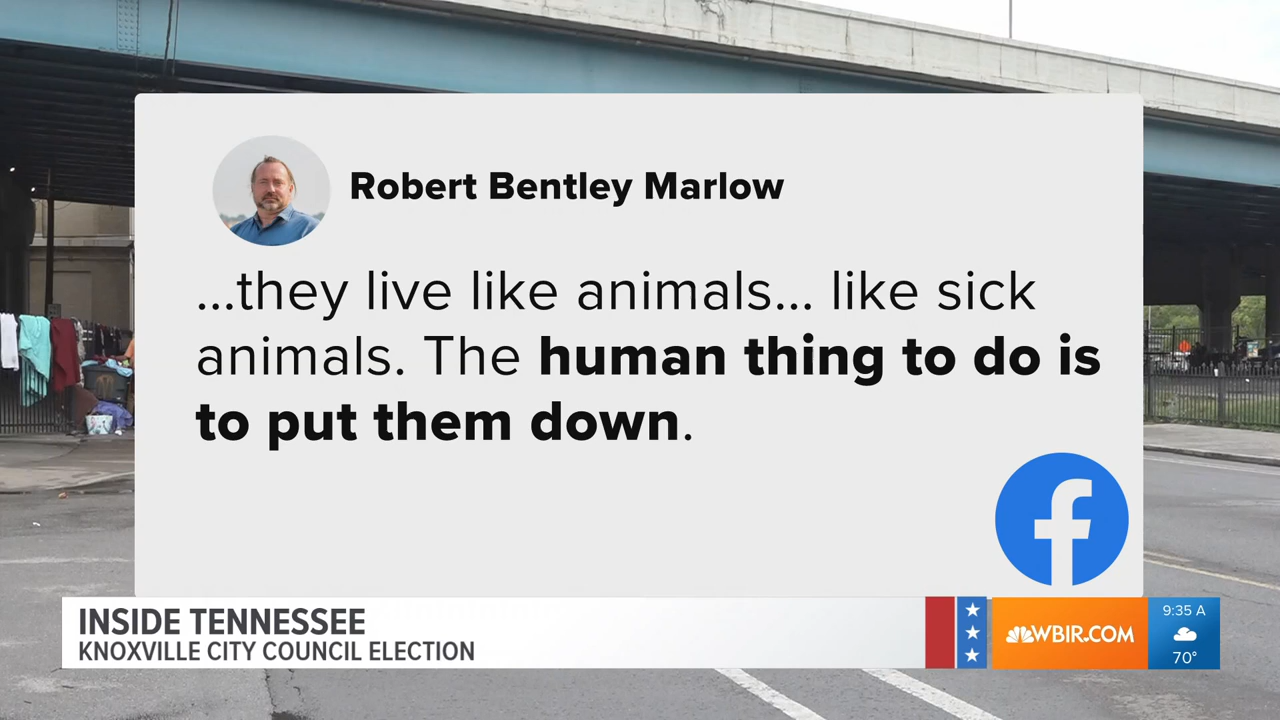 Robert Bentley Marlow
...they live like animals... like sick
animals. The human thing to do is
to put them down.
INSIDE TENNESSEE
KNOXVILLE CITY COUNCIL ELECTION
WBIR.COM
9:35 A
70°